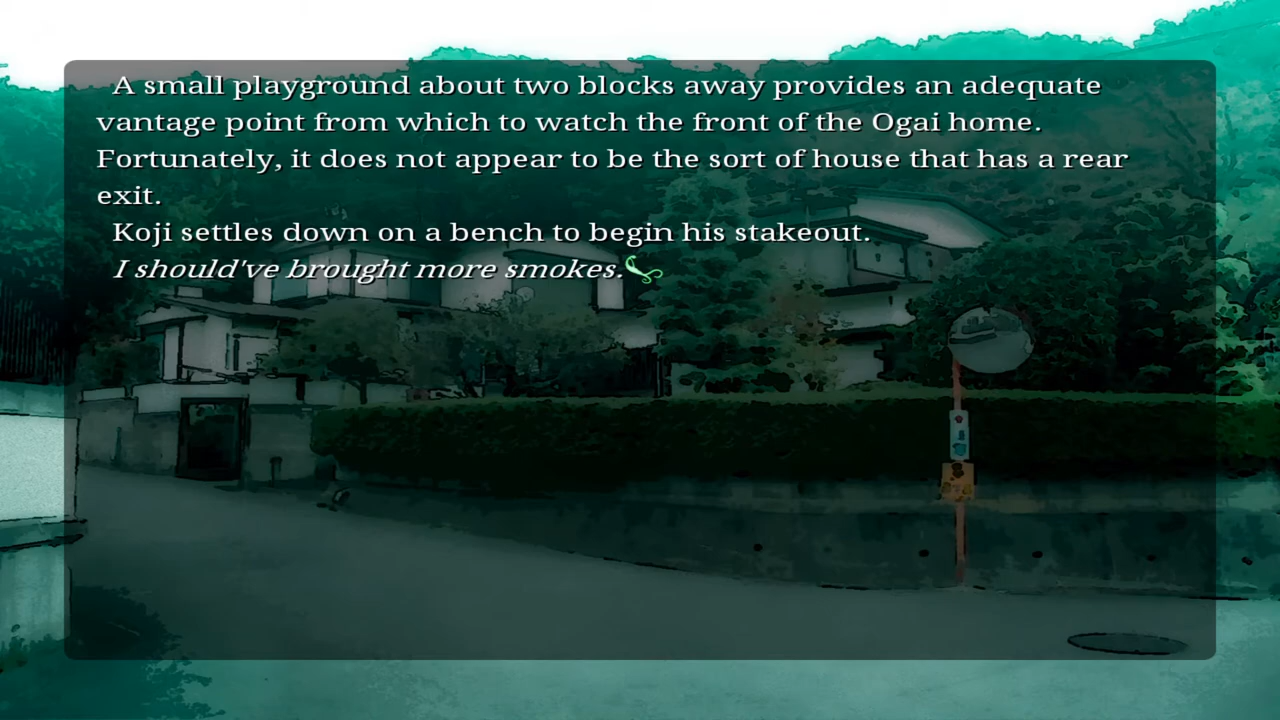 A small playground about two blocks away provides an adequate
vantage point from which to watch the front of the Ogai home.
Fortunately, it does not appear to be the sort of house that has a rear
exit.
Koji settles down on a bench to begin his stakeout.
I should've brought more smokes.